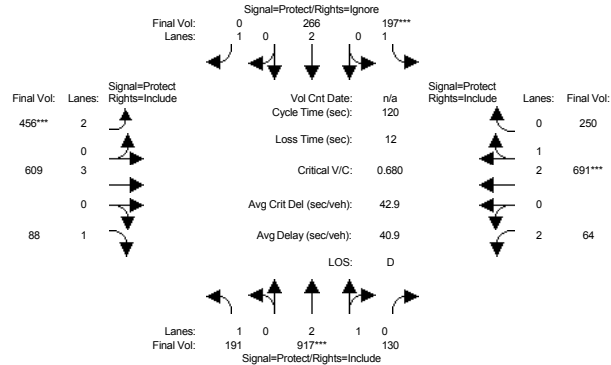 Signal=Protect/Rights=Ignore
Final Vol: 0 266 197***
Lanes: 1 0 2 0 1
Signal=Protect Signal=Protect
Final Vol: Lanes: Rights=Include Vol Cnt Date: n/a Rights=Include Lanes: Final Vol:
Cycle Time (sec): 120
456*** 2 0 250
Loss Time (sec): 12
0 1
609 3 Critical V/C: 0.680 2 691***
0 Avg Crit Del (sec/veh): 42.9 0
88 1 Avg Delay (sec/veh): 40.9 2 64
LOS: D
Lanes: 1 0 2 1 0
Final Vol: 191 917*** 130
Signal=Protect/Rights=Include